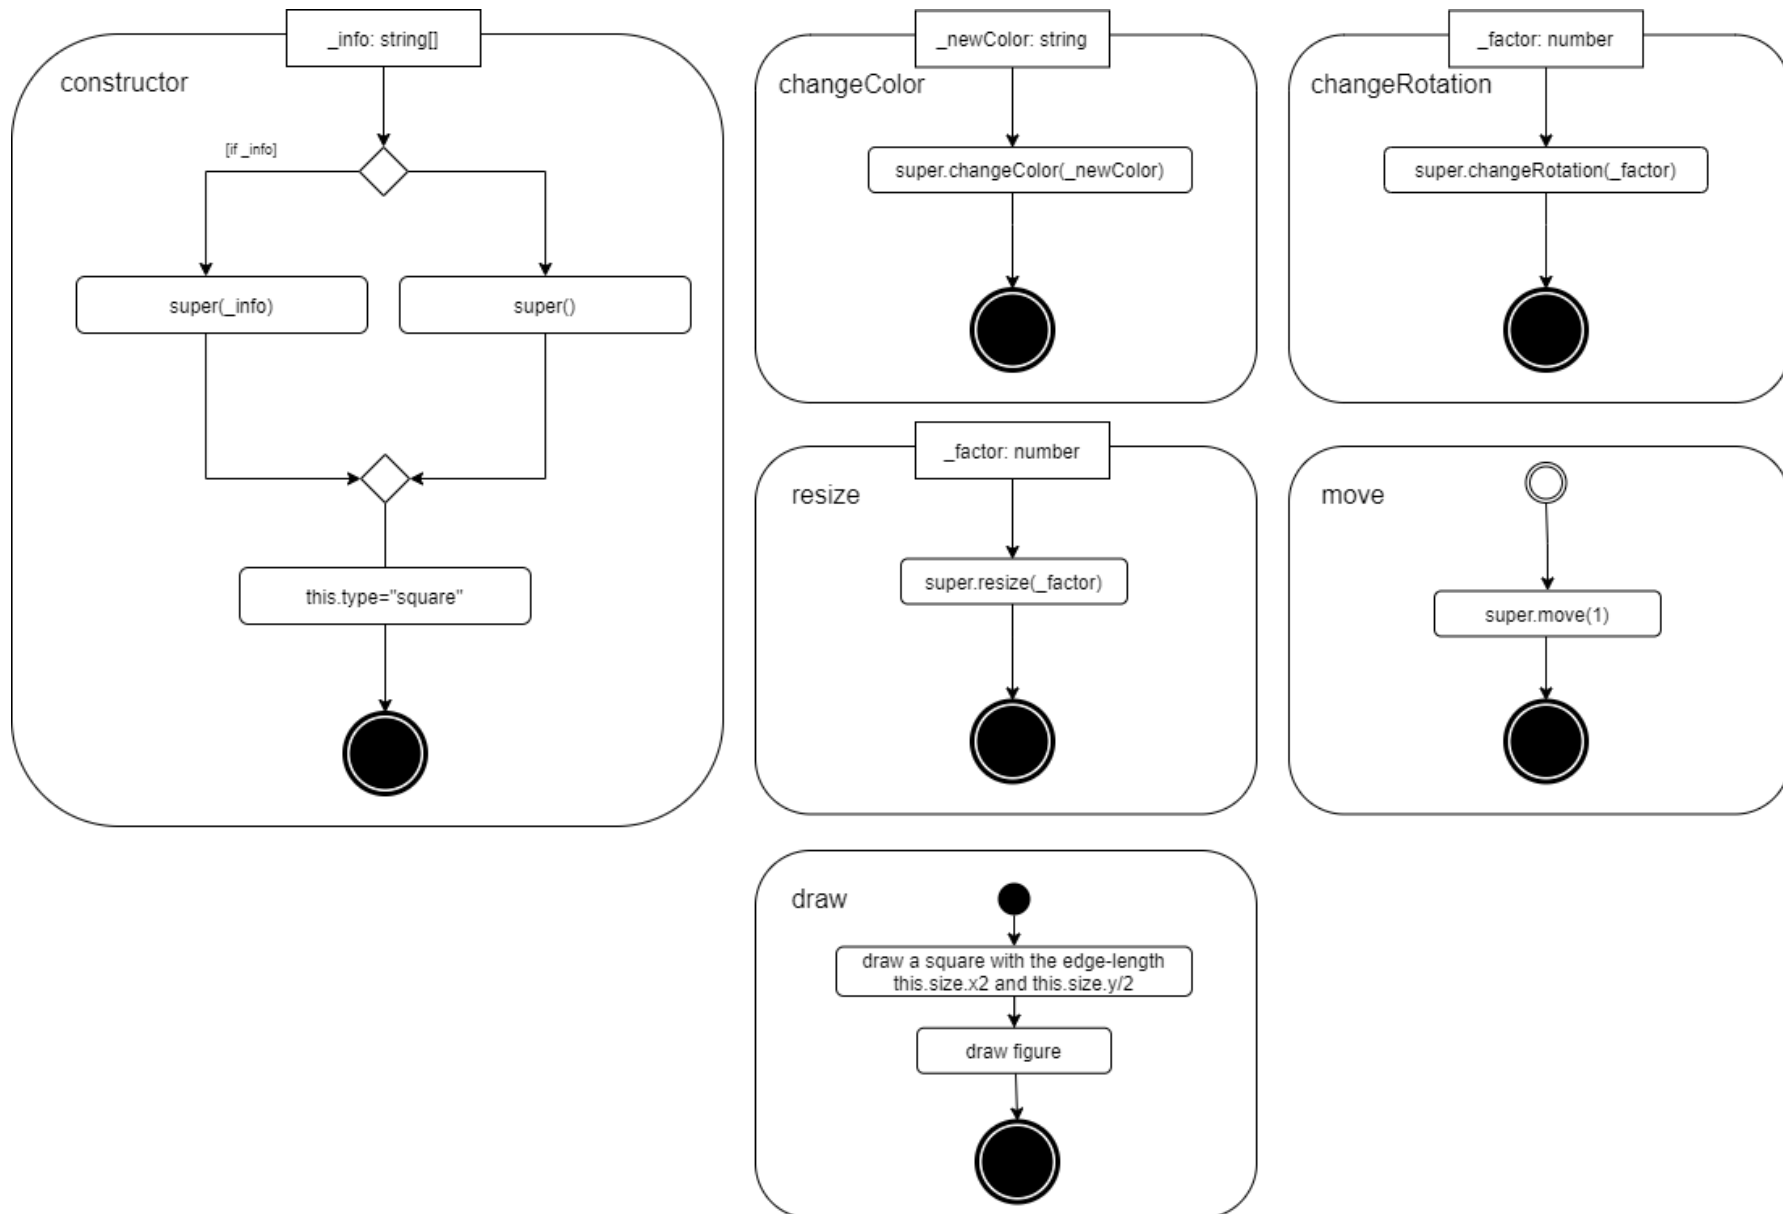 _info: string[]
constructor
[if _info]
super(_info)
super()
this.type="square"
_newColor: string
changeColor
super.changeColor(_newColor)
_factor: number
changeRotation
super.changeRotation(_factor)
_factor: number
resize
super.resize(_factor)
move
super.move(1)
draw
draw a square with the edge-length
this.size.x2 and this.size.y/2
draw figure